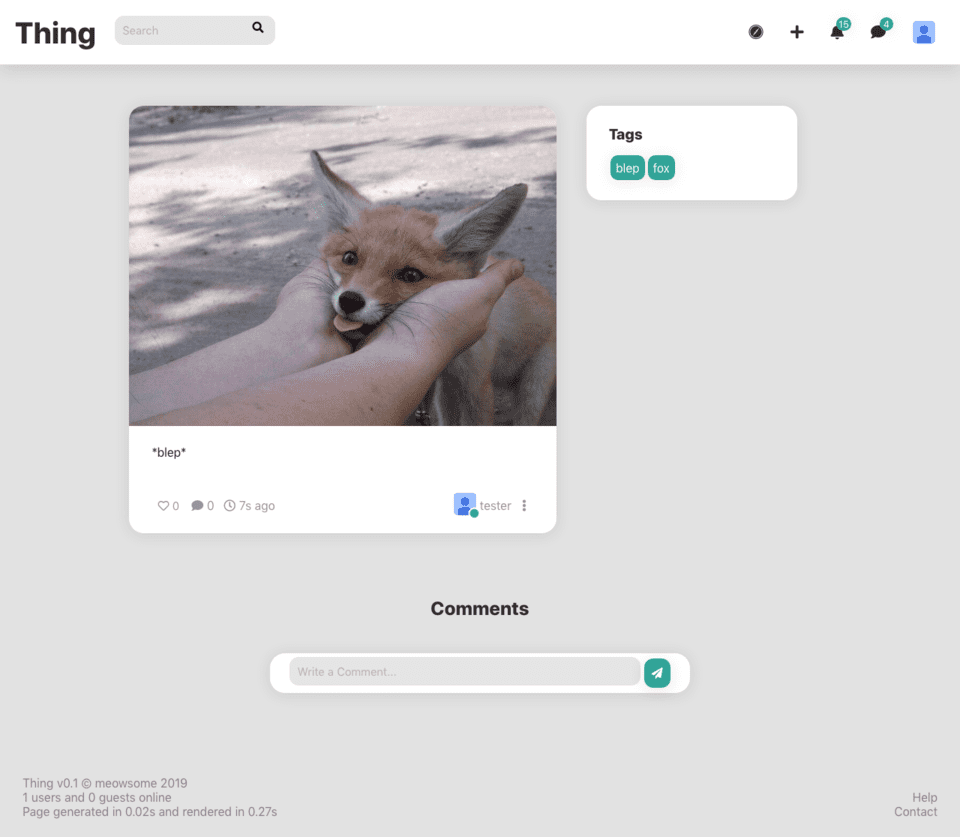 Thing
Search
15
4
Tags
blep
fox
*blep*
0
0
7s ago
tester
Comments
Write a Comment...
Thing v0.1 © meowsome 2019
1 users and 0 guests online
Page generated in 0.02s and rendered in 0.27s
Help
Contact